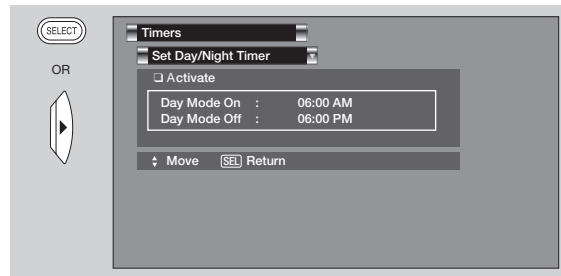 SELECT
OR
Timers
Set Day/Night Timer
❏ Activate
Day Mode On : 06:00 AM
Day Mode Off : 06:00 PM
Move SEL Return